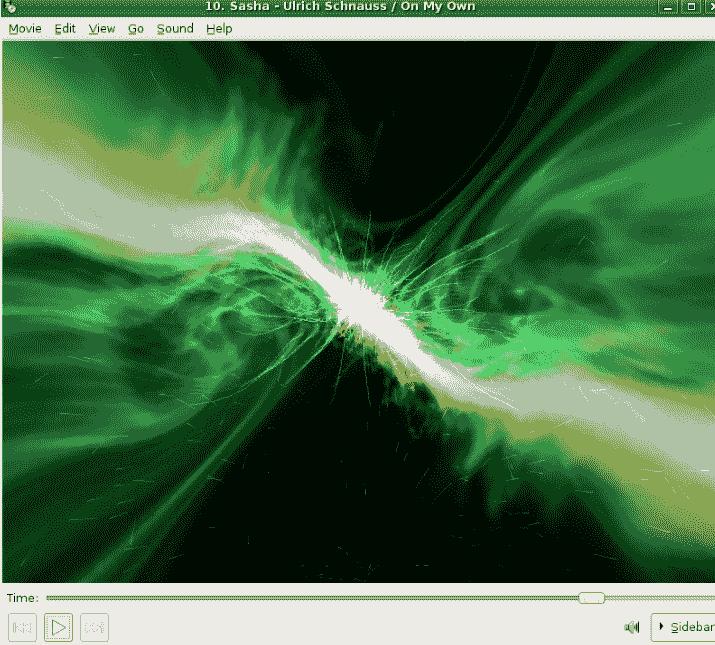 10. Sasha - Ulrich Schnauss / On My Own
Movie Edit View Go Sound Help
Time:
Sidebar